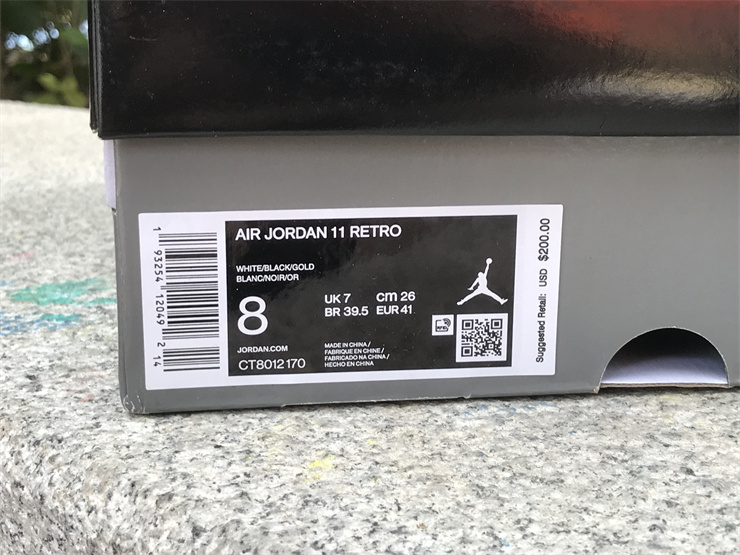 AIR JORDAN 11 RETRO
WHITE/BLACK/GOLD
BLANC/NOIR/OR
8
UK 7 cm 26
BR 39.5 EUR 41
JORDAN.COM
CT8012 170
MADE IN CHINA /
FABRIQUE EN CHINE /
FABRICADO NA CHINA /
HECHO EN CHINA
1 93254 12049 2 14
Suggested Retail: USD $200.00